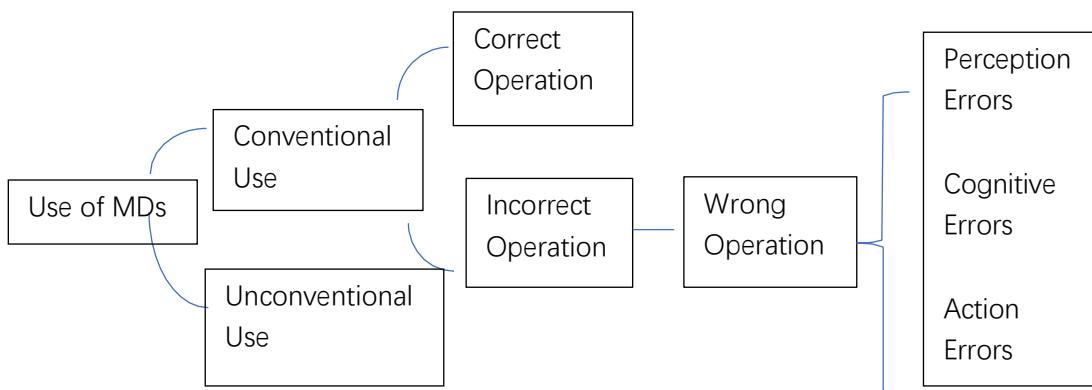 Use of MDs
Conventional
Use
Unconventional
Use
Correct
Operation
Incorrect
Operation
Wrong
Operation
Perception
Errors
Cognitive
Errors
Action
Errors